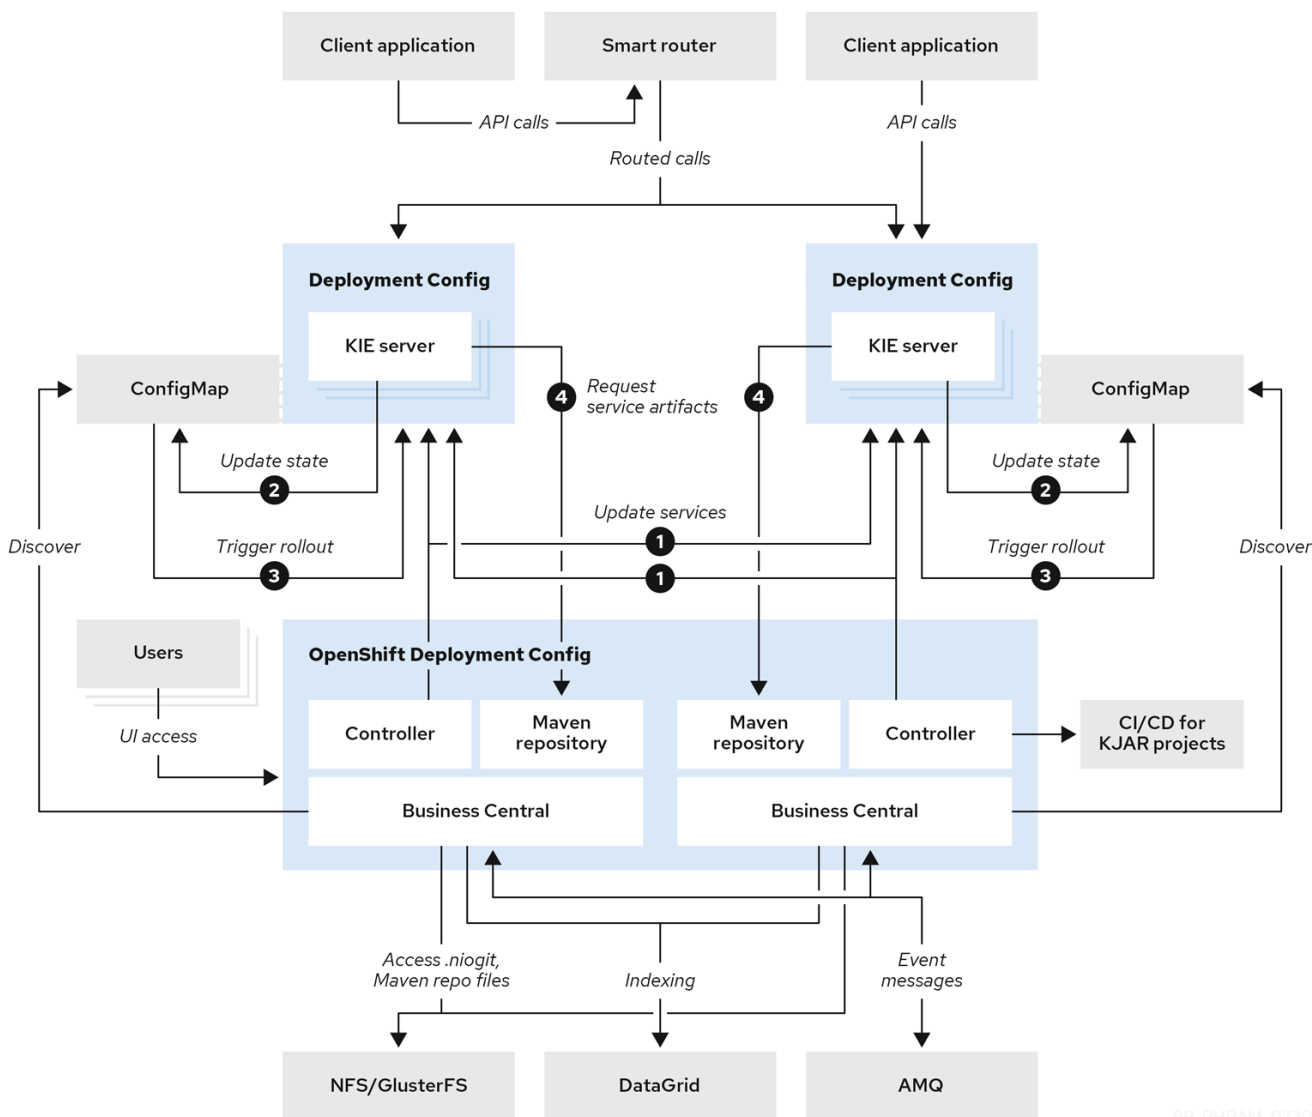 Client application
Smart router
Client application
API calls
API calls
Routed calls
Deployment Config
Deployment Config
KIE server
KIE server
ConfigMap
4
Request
service artifacts
4
ConfigMap
Update state
2
Update state
2
Update services
1
Discover
Trigger rollout
3
1
Trigger rollout
3
Discover
Users
OpenShift Deployment Config
UI access
Controller
Maven
repository
Maven
repository
Controller
CI/CD for
KJAR projects
Business Central
Business Central
Access .niogit,
Maven repo files
Indexing
Event
messages
NFS/GlusterFS
DataGrid
AMQ